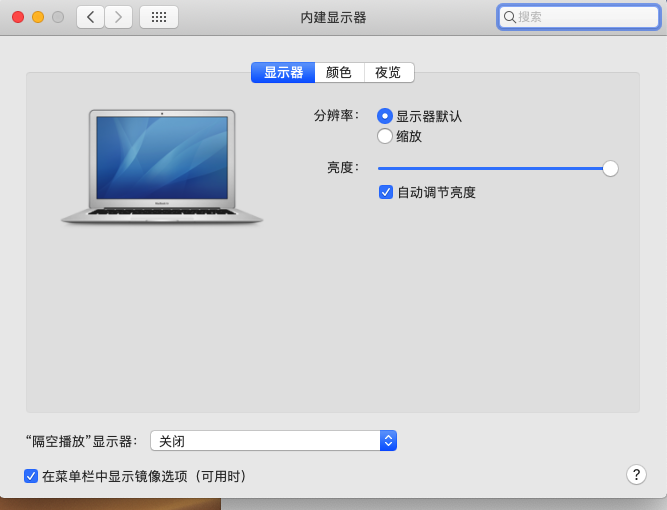 内建显示器
搜索
显示器 颜色 夜览
分辨率： 显示器默认
缩放
亮度：
自动调节亮度
“隔空播放”显示器： 关闭
在菜单栏中显示镜像选项（可用时）
?